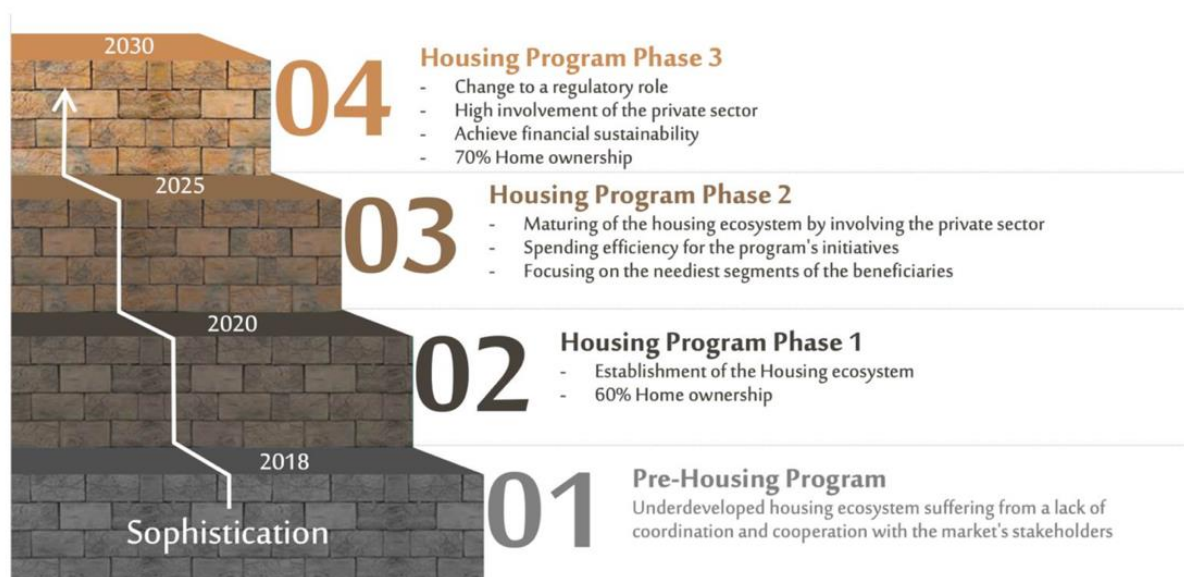 2030
04
Housing Program Phase 3
- Change to a regulatory role
- High involvement of the private sector
- Achieve financial sustainability
- 70% Home ownership
2025
03
Housing Program Phase 2
- Maturing of the housing ecosystem by involving the private sector
- Spending efficiency for the program's initiatives
- Focusing on the neediest segments of the beneficiaries
2020
02
Housing Program Phase 1
- Establishment of the Housing ecosystem
- 60% Home ownership
2018
01
Pre-Housing Program
Underdeveloped housing ecosystem suffering from a lack of
coordination and cooperation with the market's stakeholders
Sophistication